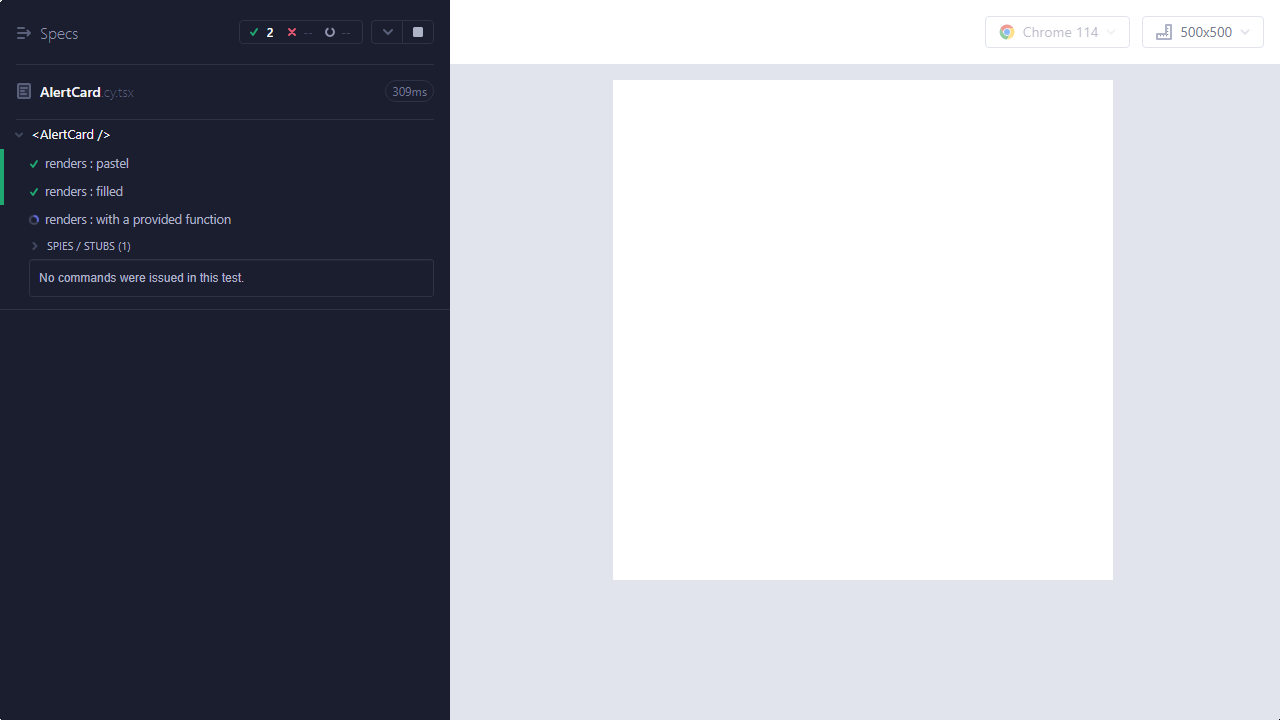 Specs
2
--
--
Chrome 114
500x500
AlertCard.cy.tsx
309ms
<AlertCard />
renders : pastel
renders : filled
renders : with a provided function
SPIES / STUBS (1)
No commands were issued in this test.